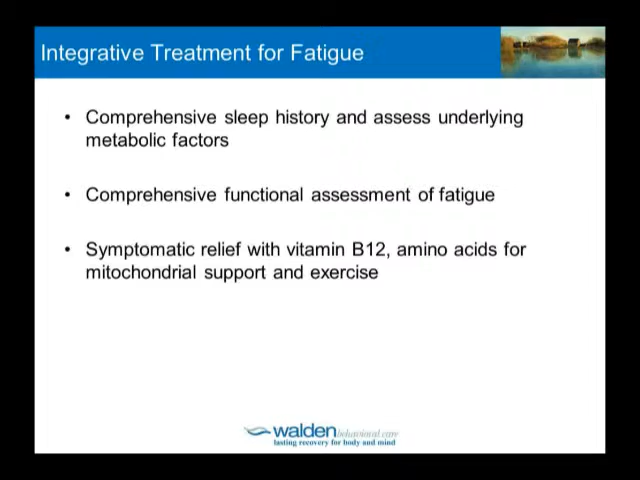 Integrative Treatment for Fatigue
• Comprehensive sleep history and assess underlying
metabolic factors
• Comprehensive functional assessment of fatigue
• Symptomatic relief with vitamin B12, amino acids for
mitochondrial support and exercise
walden behavioral care
lasting recovery for body and mind